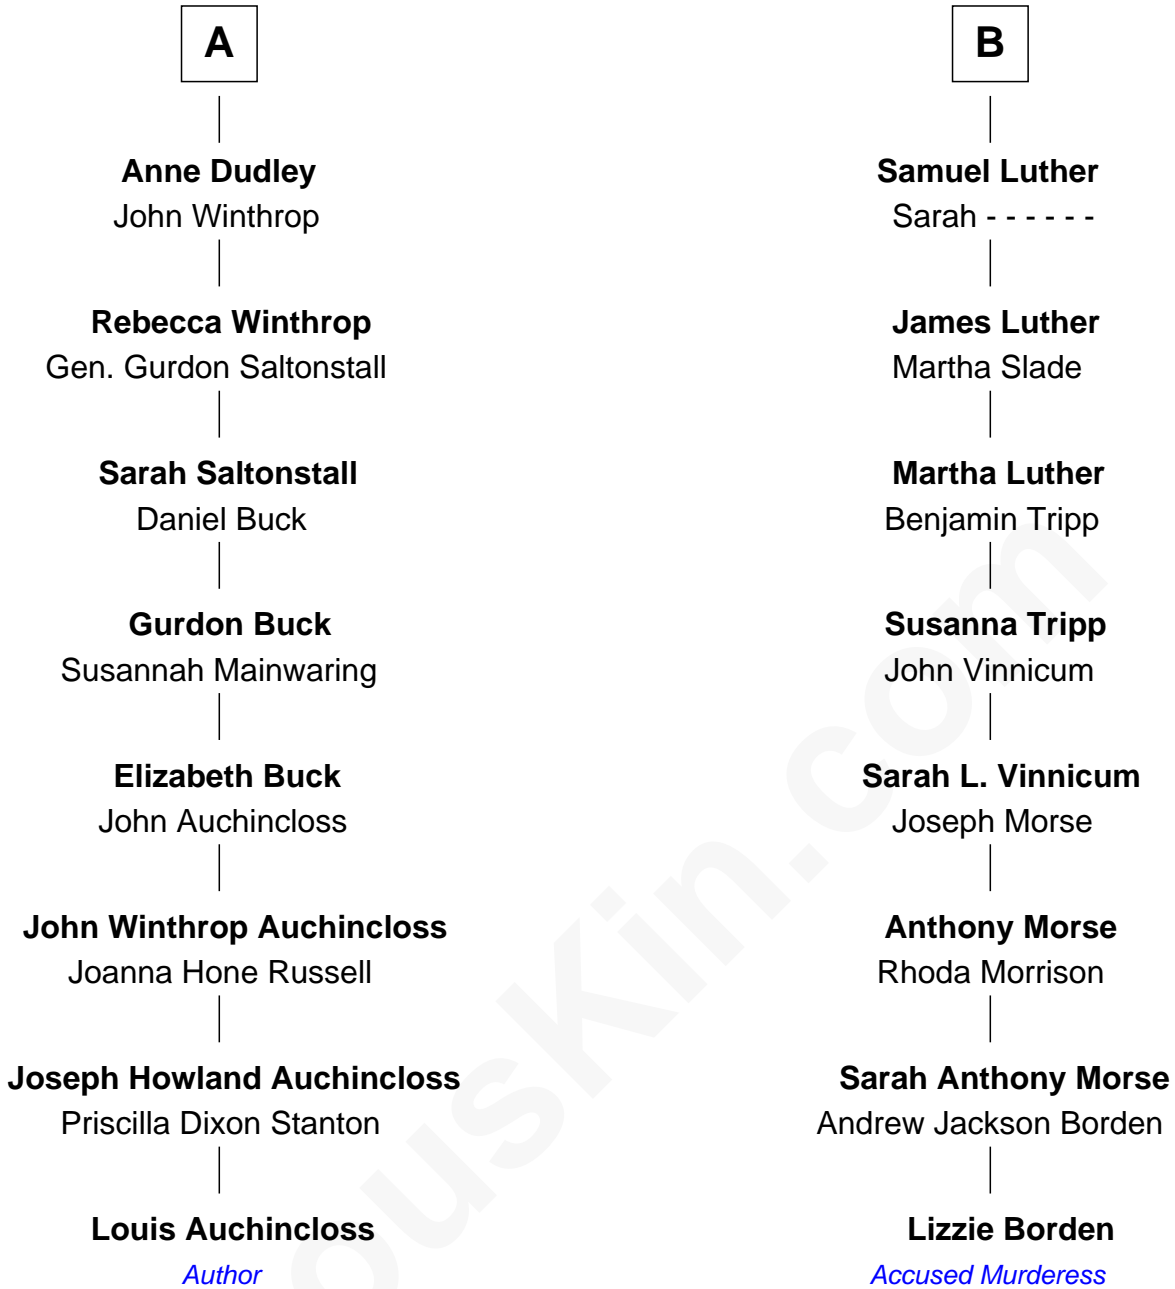 A
Anne Dudley
John Winthrop
Rebecca Winthrop
Gen. Gurdon Saltonstall
Sarah Saltonstall
Daniel Buck
Gurdon Buck
Susannah Mainwaring
Elizabeth Buck
John Auchincloss
John Winthrop Auchincloss
Joanna Hone Russell
Joseph Howland Auchincloss
Priscilla Dixon Stanton
Louis Auchincloss
Author
B
Samuel Luther
Sarah - - - - - -
James Luther
Martha Slade
Martha Luther
Benjamin Tripp
Susanna Tripp
John Vinnicum
Sarah L. Vinnicum
Joseph Morse
Anthony Morse
Rhoda Morrison
Sarah Anthony Morse
Andrew Jackson Borden
Lizzie Borden
Accused Murderess
ousKin.com